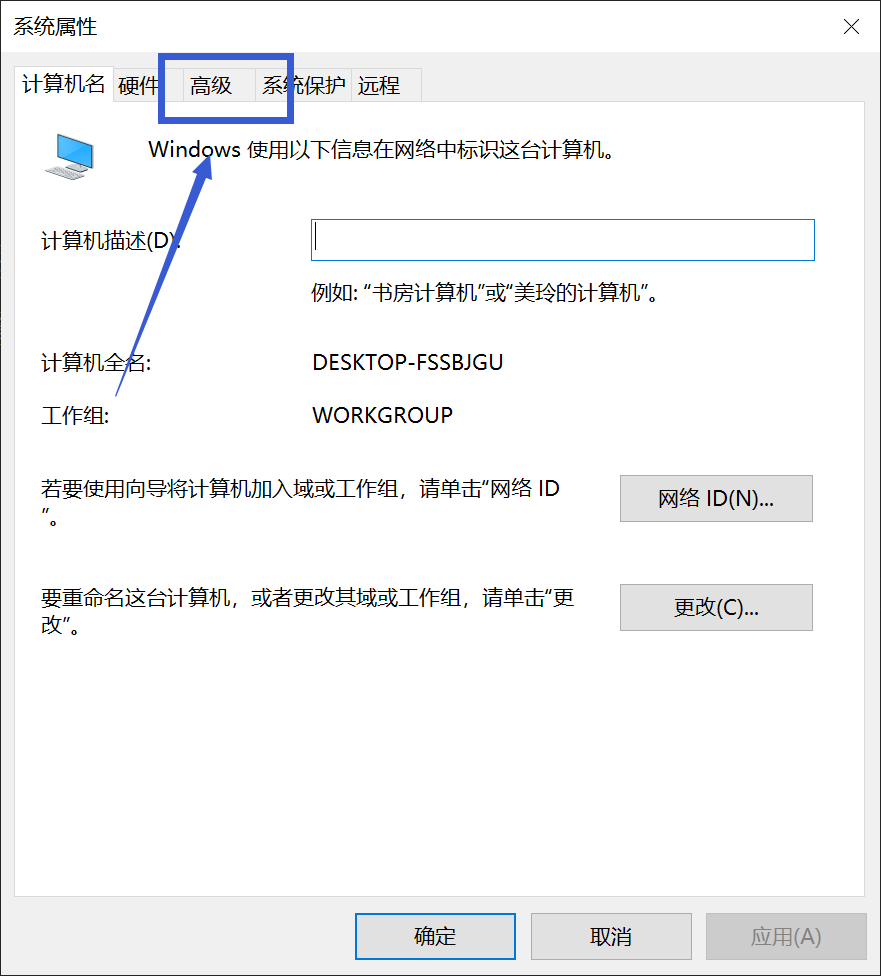 系统属性
计算机名 硬件 高级 系统保护 远程
Windows 使用以下信息在网络中标识这台计算机。
计算机描述(D):
例如: “书房计算机”或“美玲的计算机”。
计算机全名: DESKTOP-FSSBJGU
工作组: WORKGROUP
若要使用向导将计算机加入域或工作组，请单击“网络 ID
”。
网络 ID(N)...
要重命名这台计算机，或者更改其域或工作组，请单击“更
改”。
更改(C)...
确定 取消 应用(A)